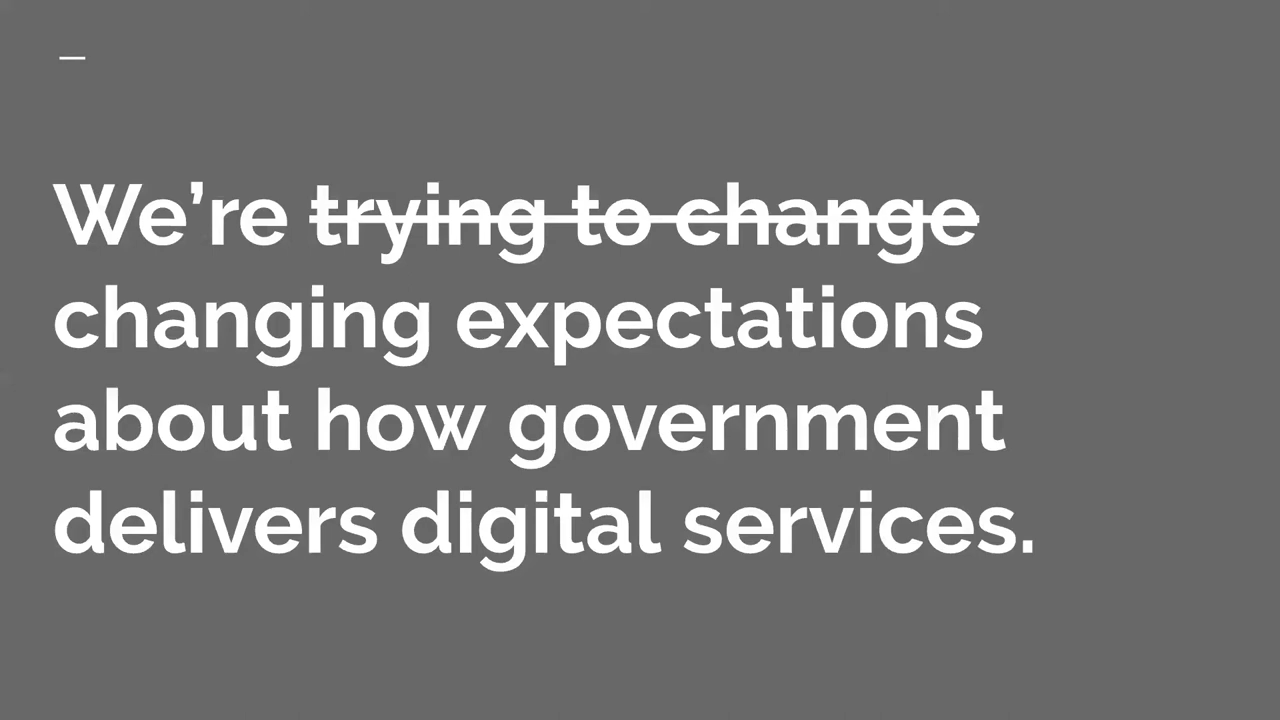 We’re trying to change
changing expectations
about how government
delivers digital services.